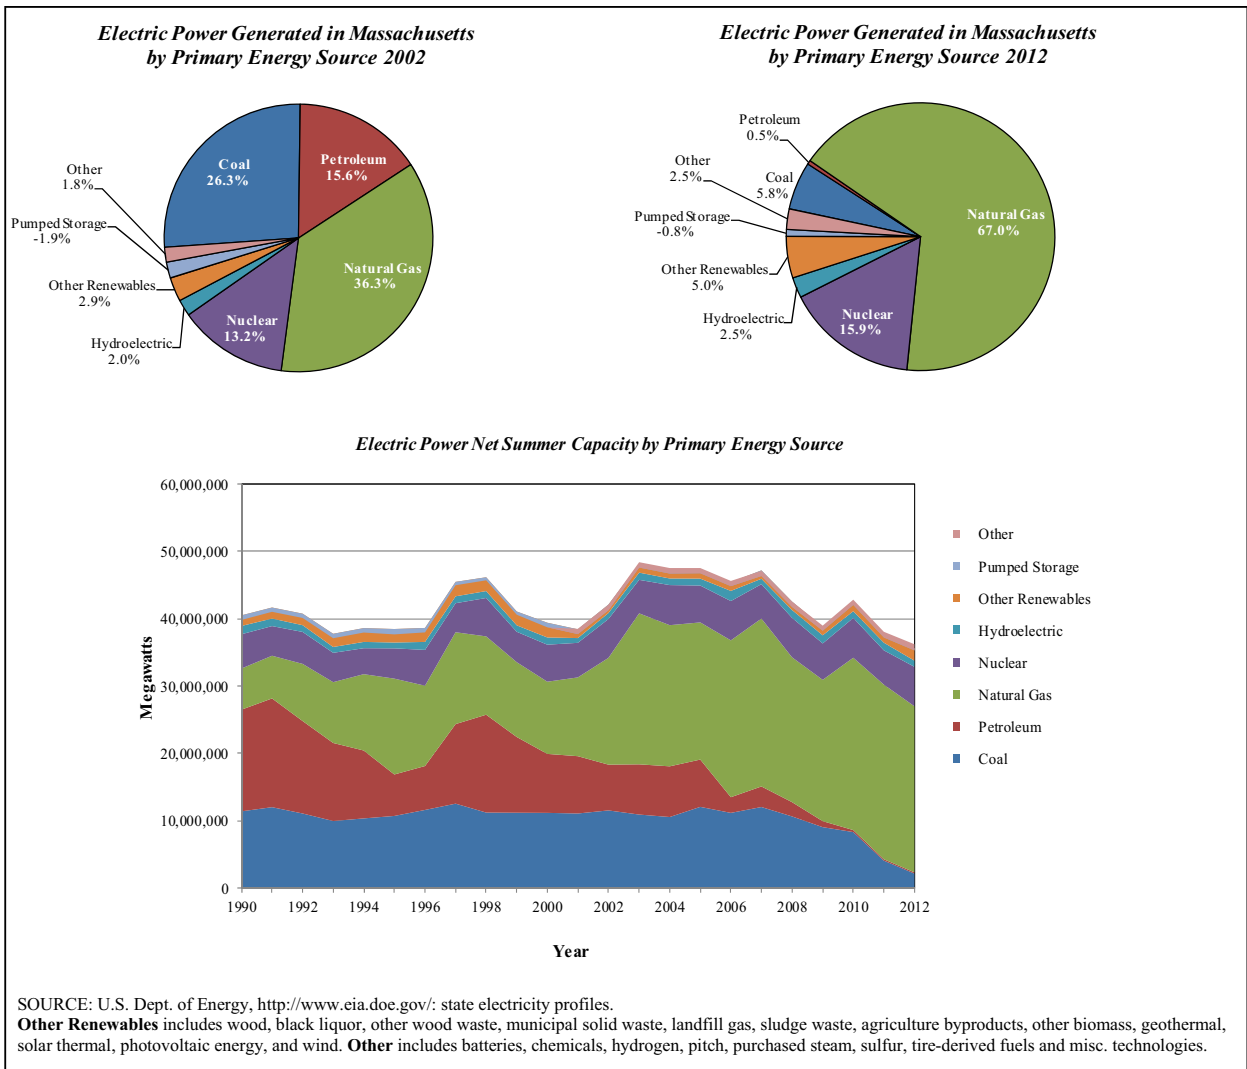 Electric Power Generated in Massachusetts
by Primary Energy Source 2002
Coal
26.3%
Petroleum
15.6%
Other
1.8%
Pumped Storage
-1.9%
Natural Gas
36.3%
Other Renewables
2.9%
Nuclear
13.2%
Hydroelectric
2.0%
Electric Power Generated in Massachusetts
by Primary Energy Source 2012
Petroleum
0.5%
Other
2.5%
Coal
5.8%
Pumped Storage
-0.8%
Natural Gas
67.0%
Other Renewables
5.0%
Hydroelectric
2.5%
Nuclear
15.9%
Electric Power Net Summer Capacity by Primary Energy Source
60,000,000
50,000,000
40,000,000
30,000,000
20,000,000
10,000,000
0
Megawatts
1990 1992 1994 1996 1998 2000 2002 2004 2006 2008 2010 2012
Year
Other
Pumped Storage
Other Renewables
Hydroelectric
Nuclear
Natural Gas
Petroleum
Coal
SOURCE: U.S. Dept. of Energy, http://www.eia.doe.gov/: state electricity profiles.
Other Renewables includes wood, black liquor, other wood waste, municipal solid waste, landfill gas, sludge waste, agriculture byproducts, other biomass, geothermal,
solar thermal, photovoltaic energy, and wind. Other includes batteries, chemicals, hydrogen, pitch, purchased steam, sulfur, tire-derived fuels and misc. technologies.